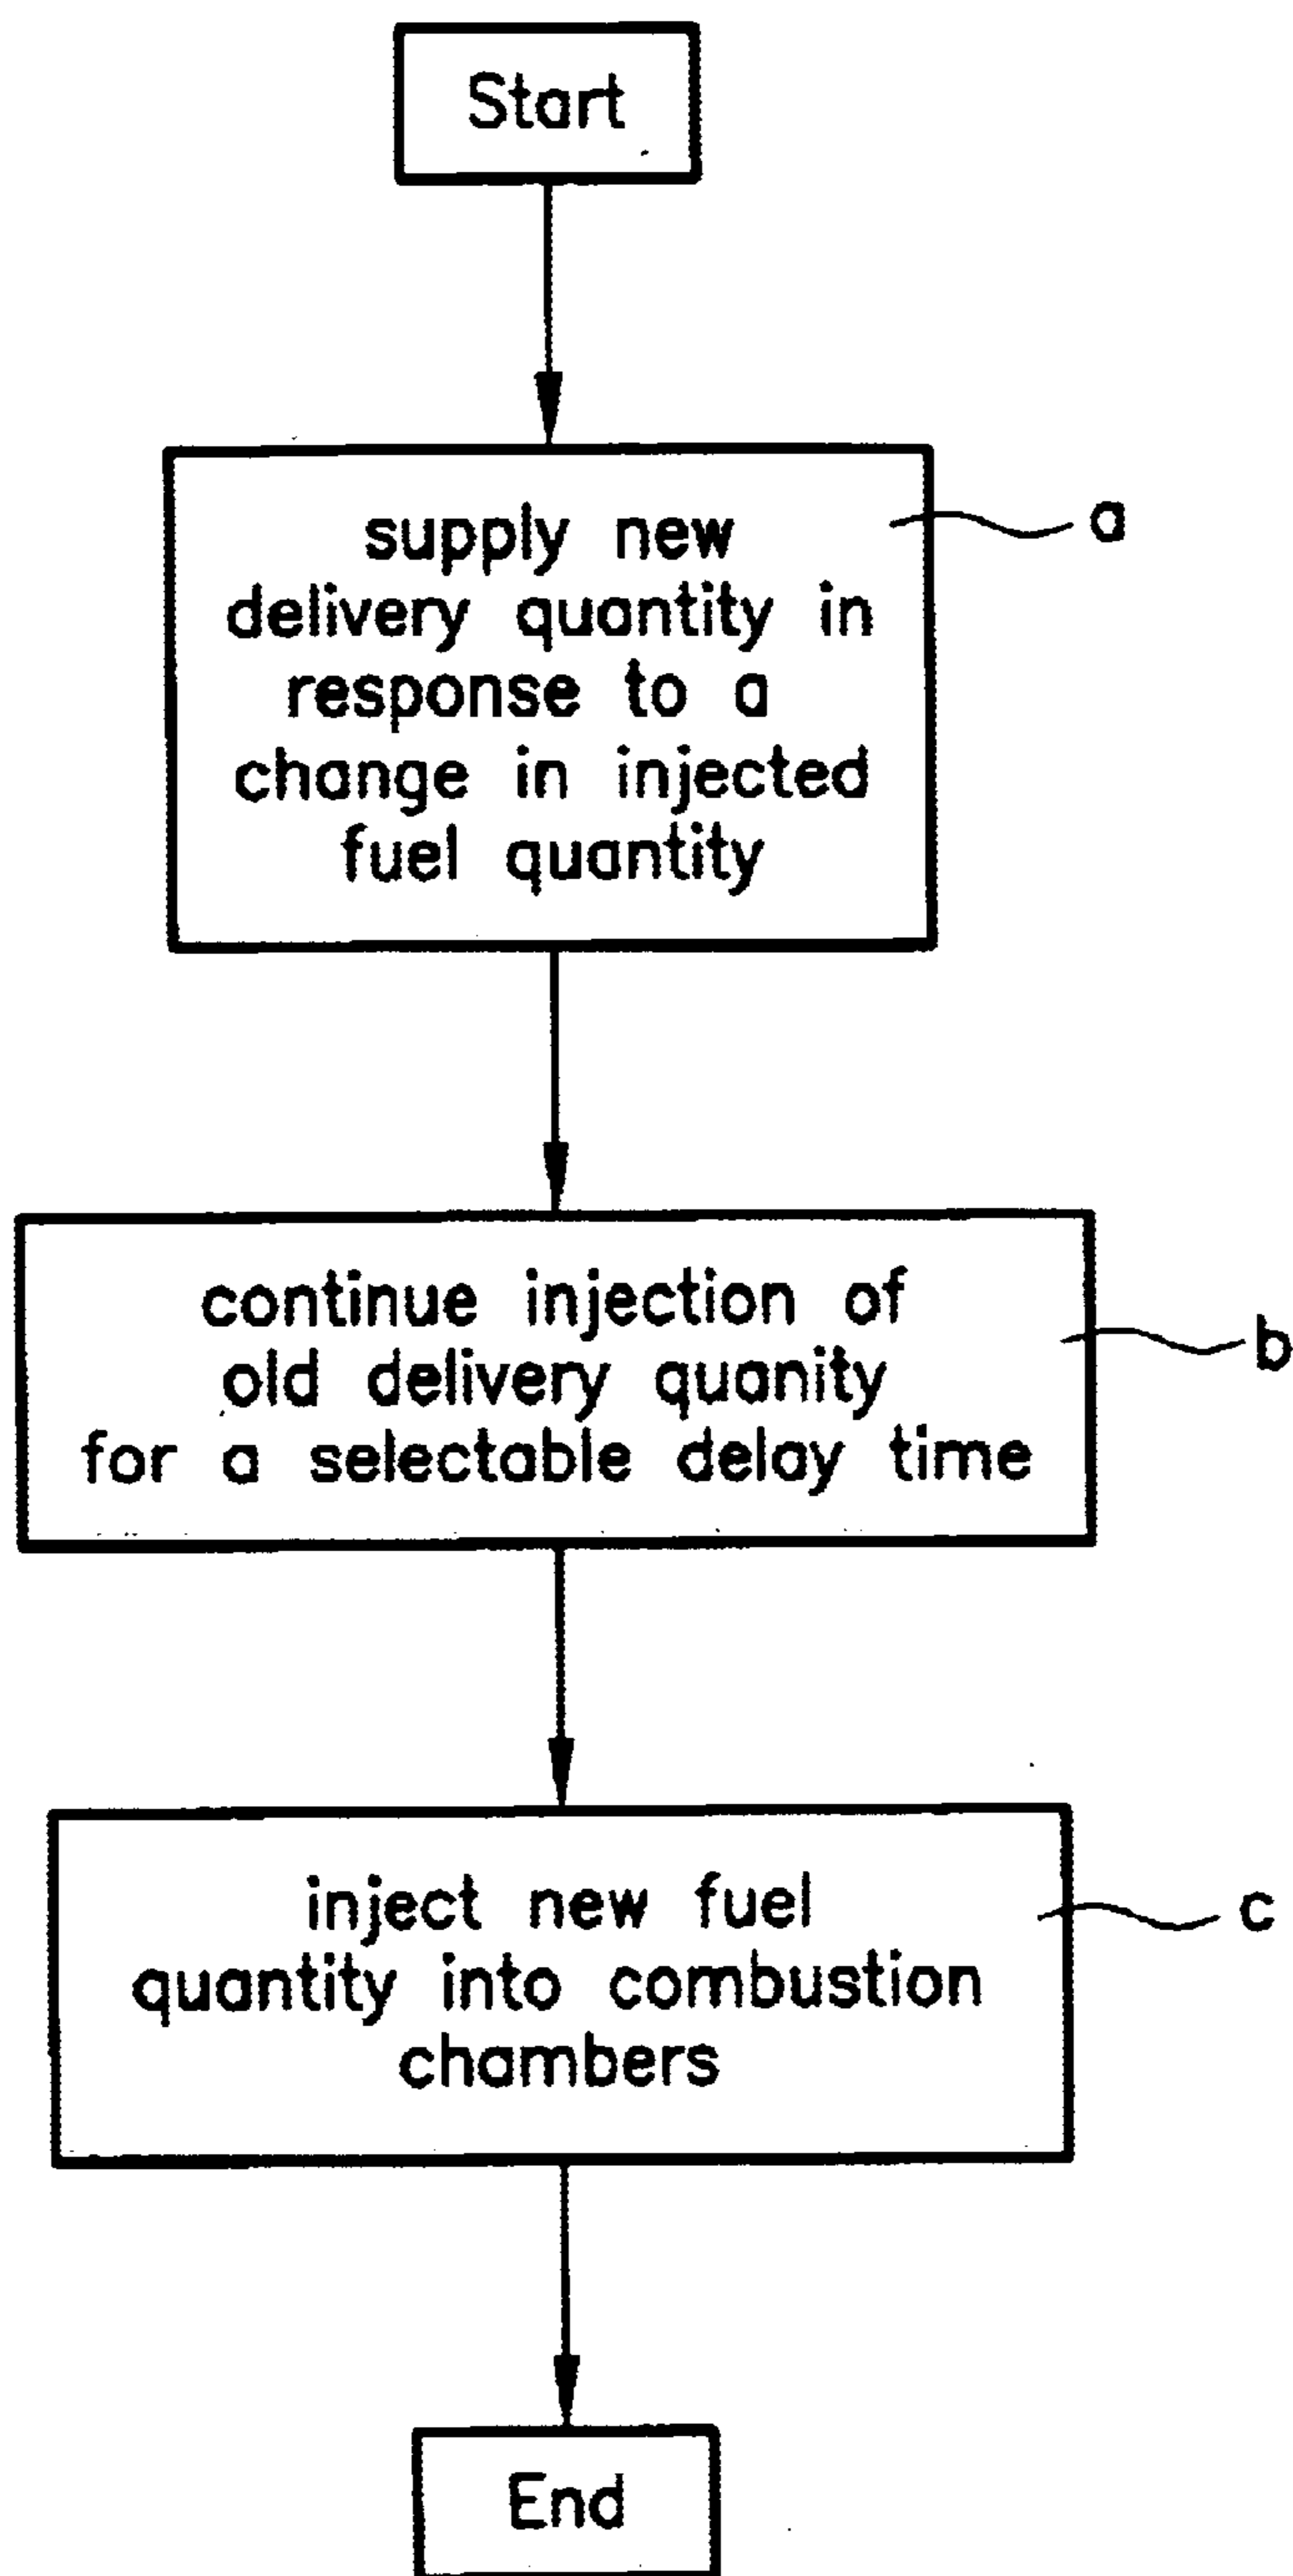 Start
supply new
delivery quantity in
response to a
change in injected
fuel quantity
a
continue injection of
old delivery quanity
for a selectable delay time
b
inject new fuel
quantity into combustion
chambers
c
End